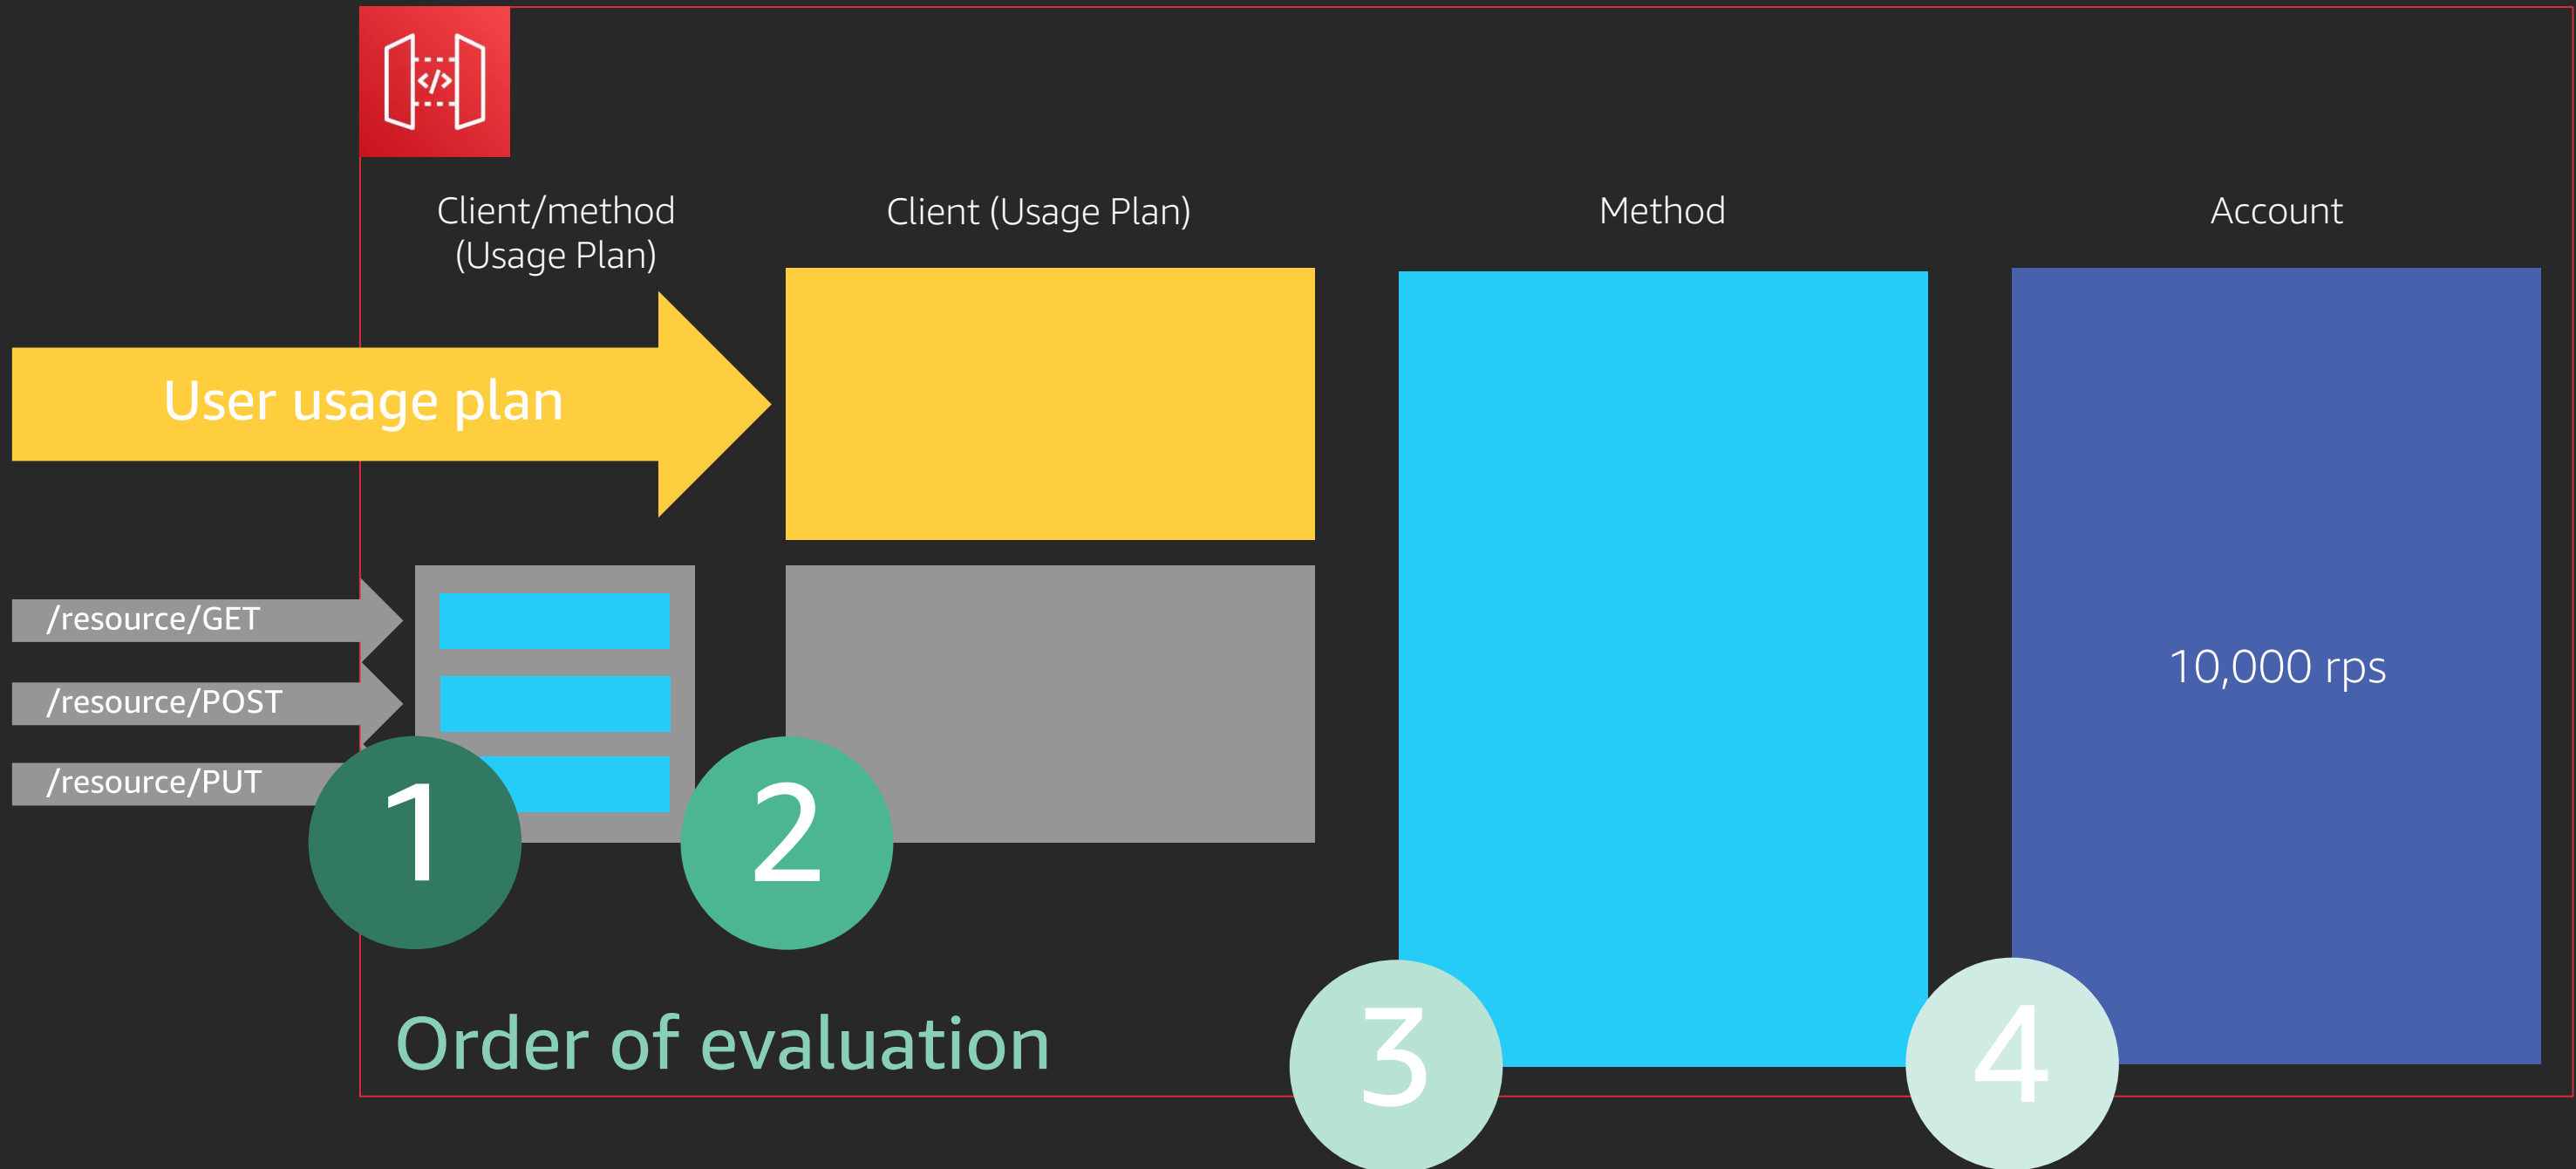 </>
Client/method
(Usage Plan)
Client (Usage Plan)
Method
Account
User usage plan
/resource/GET
/resource/POST
/resource/PUT
10,000 rps
1
2
3
4
Order of evaluation